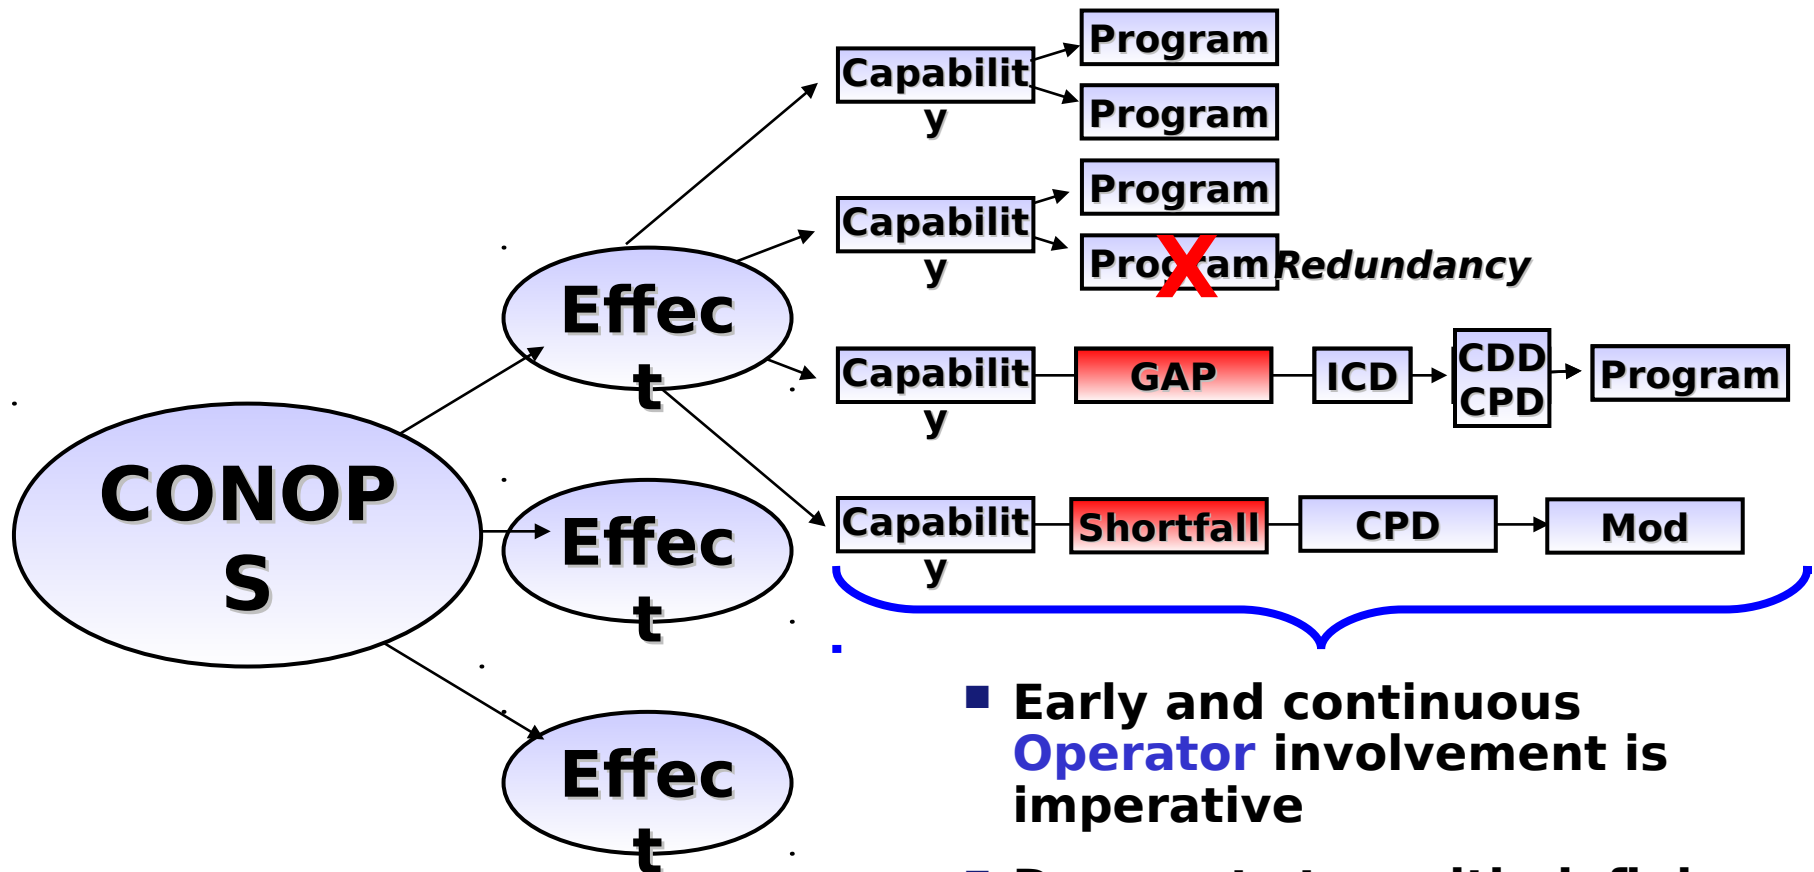 Program
Capabilit
y
Program
Program
Capabilit
y
Program
X
Redundancy
Effec
t
Capabilit
y
GAP
ICD
CDD
CPD
Program
CONOP
S
Effec
t
Capabilit
y
Shortfall
CPD
Mod
Early and continuous
Operator involvement is
imperative
Effec
t